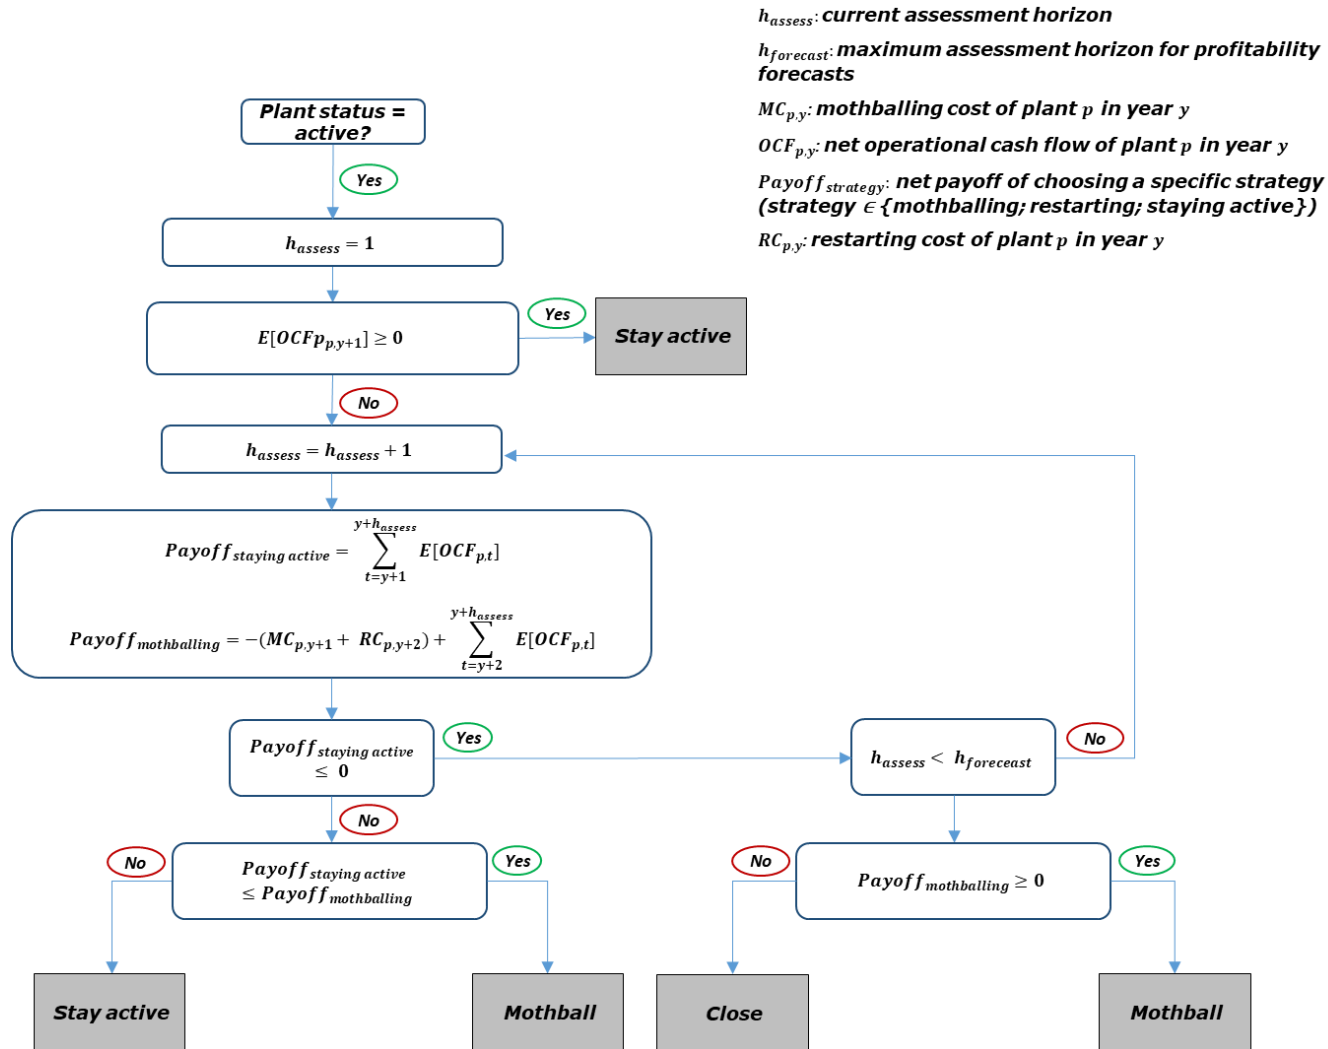 h_assess: current assessment horizon
h_forecast: maximum assessment horizon for profitability
forecasts
MC_p,y: mothballing cost of plant p in year y
OCF_p,y: net operational cash flow of plant p in year y
Payoff_strategy: net payoff of choosing a specific strategy
(strategy ∈ {mothballing; restarting; staying active})
RC_p,y: restarting cost of plant p in year y
Plant status =
active?
Yes
h_assess = 1
E[OCFp_p,y+1] ≥ 0
Yes
Stay active
No
h_assess = h_assess + 1
Payoff_staying active = ∑_{t=y+1}^{y+h_assess} E[OCF_p,t]
Payoff_mothballing = −(MC_p,y+1 + RC_p,y+2) + ∑_{t=y+2}^{y+h_assess} E[OCF_p,t]
Payoff_staying active
≤ 0
Yes
h_assess < h_foreceast
No
No
No
Payoff_staying active
≤ Payoff_mothballing
Yes
No
Payoff_mothballing ≥ 0
Yes
Stay active
Mothball
Close
Mothball